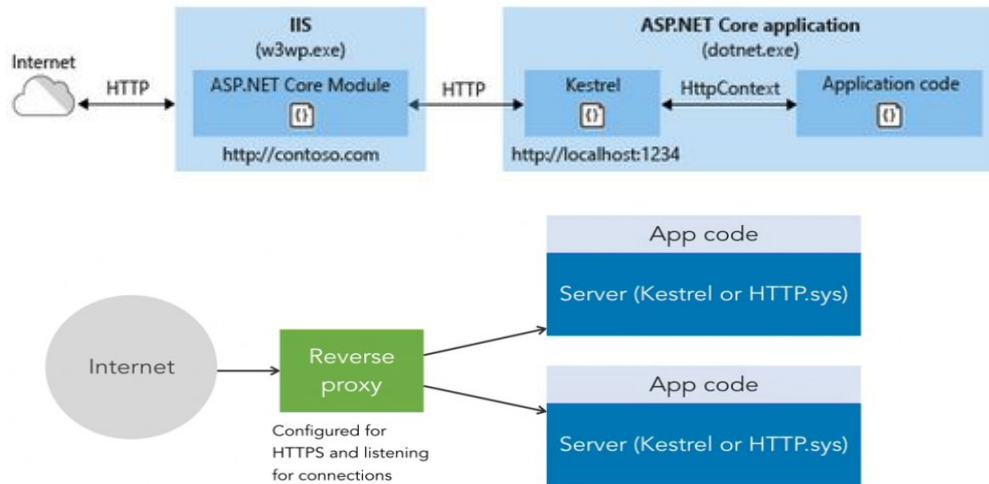 IIS
(w3wp.exe)
ASP.NET Core application
(dotnet.exe)
Internet
HTTP
ASP.NET Core Module
{}
http://contoso.com
HTTP
Kestrel
{}
http://localhost:1234
HttpContext
Application code
{}
App code
Server (Kestrel or HTTP.sys)
Internet
Reverse
proxy
Configured for
HTTPS and listening
for connections
App code
Server (Kestrel or HTTP.sys)